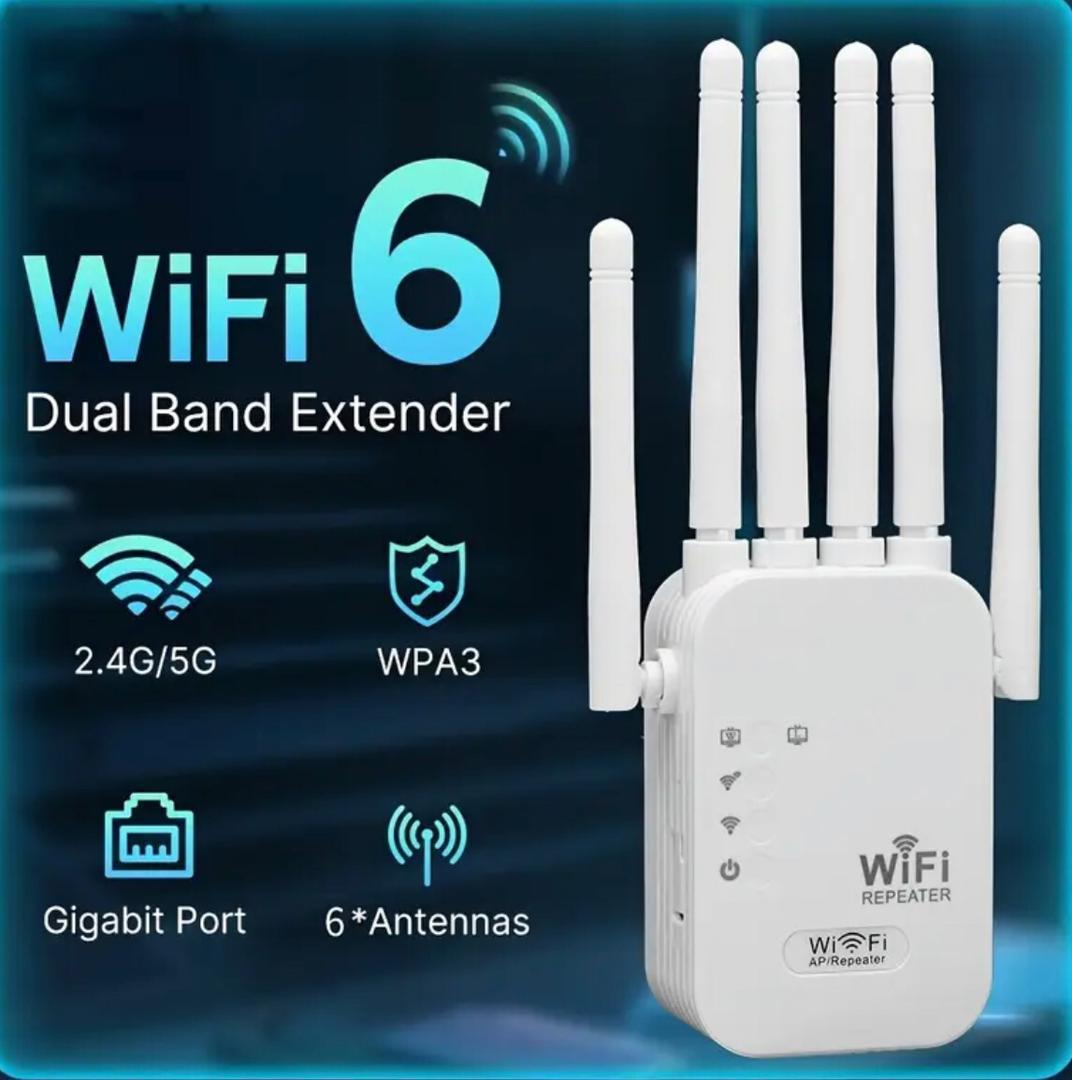 WiFi 6
Dual Band Extender
2.4G/5G
WPA3
Gigabit Port
6*Antennas
WiFi
REPEATER
WiFi
AP/Repeater